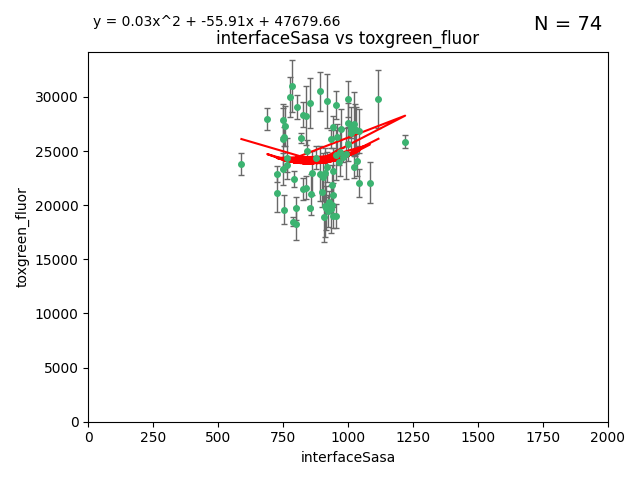 y = 0.03x^2 + -55.91x + 47679.66
N = 74
interfaceSasa vs toxgreen_fluor
30000
25000
20000
15000
10000
5000
0
toxgreen_fluor
0 250 500 750 1000 1250 1500 1750 2000
interfaceSasa